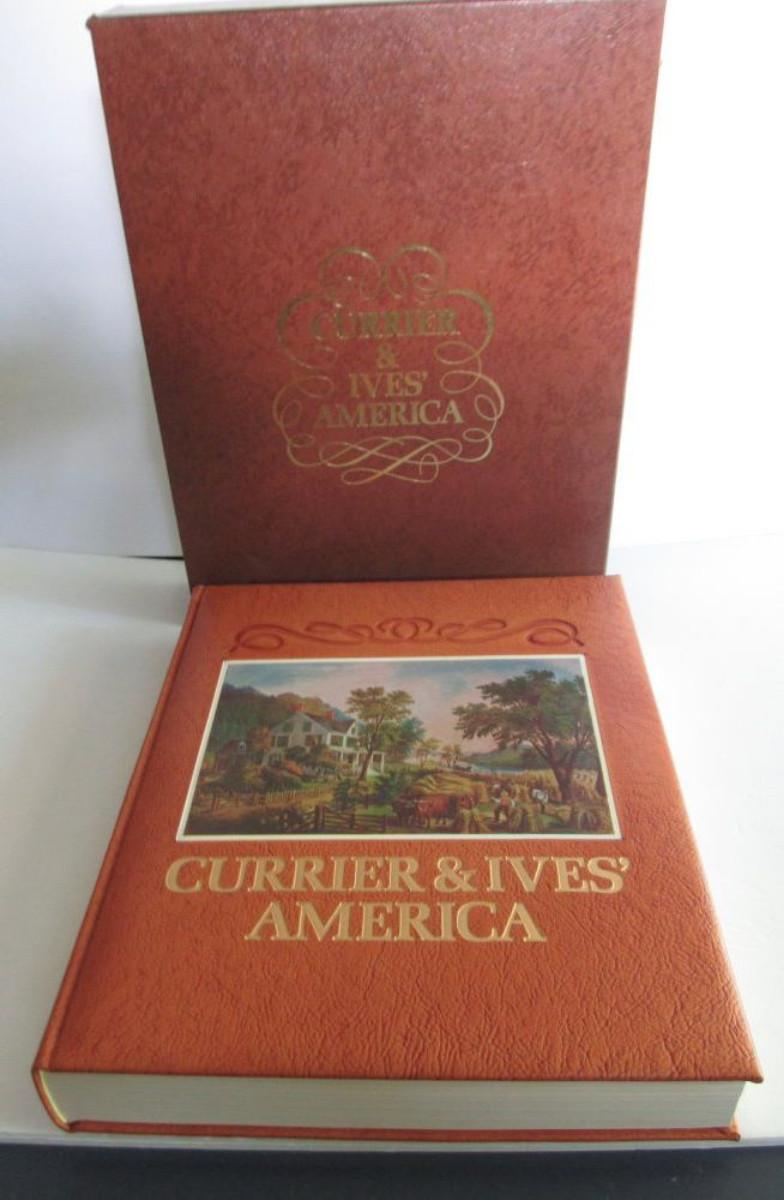 CURRIER
&
IVES'
AMERICA
CURRIER & IVES'
AMERICA